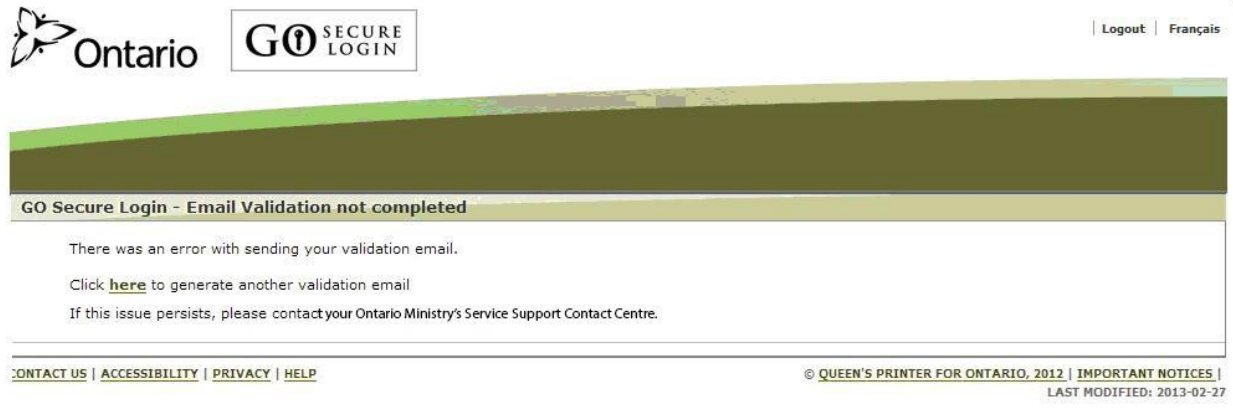 Ontario
GO SECURE LOGIN
Logout | Français
GO Secure Login - Email Validation not completed
There was an error with sending your validation email.
Click here to generate another validation email
If this issue persists, please contact your Ontario Ministry's Service Support Contact Centre.
CONTACT US | ACCESSIBILITY | PRIVACY | HELP
© QUEEN'S PRINTER FOR ONTARIO, 2012 | IMPORTANT NOTICES |
LAST MODIFIED: 2013-02-27